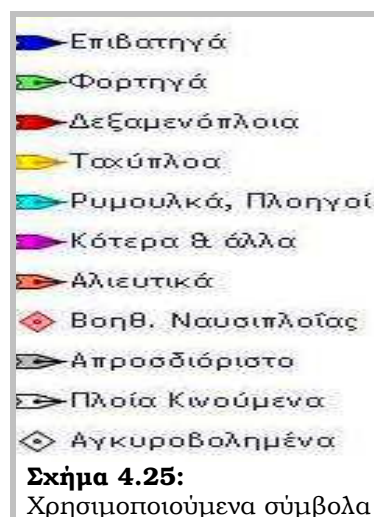 Επιβατηγά
Φορτηγά
Δεξαμενόπλοια
Ταχύπλοα
Ρυμουλκά, Πλοηγοί
Κότερα & άλλα
Αλιευτικά
Βοηθ. Ναυσιπλοΐας
Απροσδιόριστο
Πλοία Κινούμενα
Αγκυροβολημένα
Σχήμα 4.25:
Χρησιμοποιούμενα σύμβολα